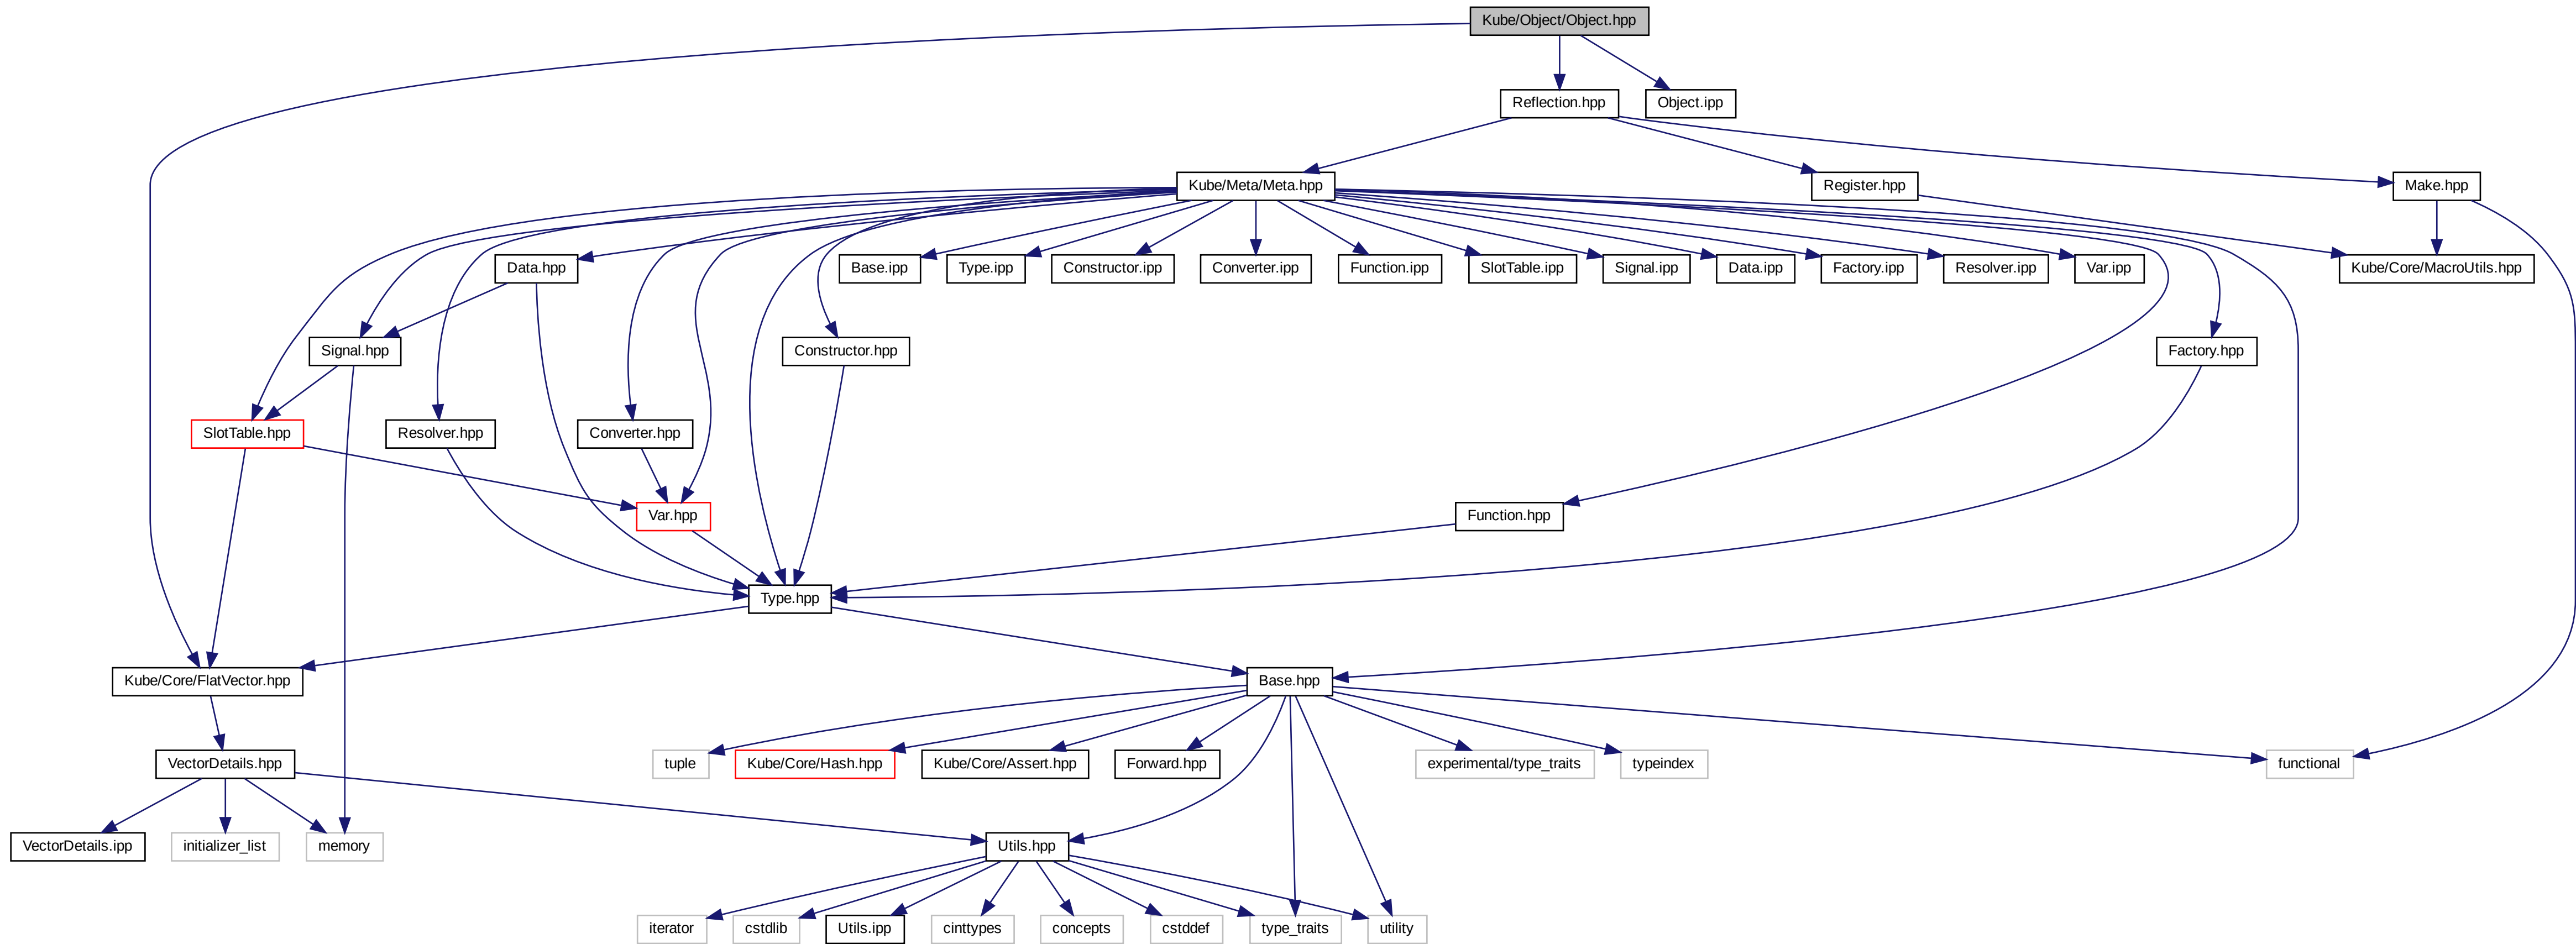 Kube/Object/Object.hpp
Reflection.hpp
Object.ipp
Kube/Meta/Meta.hpp
Register.hpp
Make.hpp
Data.hpp
Base.ipp
Type.ipp
Constructor.ipp
Converter.ipp
Function.ipp
SlotTable.ipp
Signal.ipp
Data.ipp
Factory.ipp
Resolver.ipp
Var.ipp
Kube/Core/MacroUtils.hpp
Signal.hpp
Constructor.hpp
Factory.hpp
SlotTable.hpp
Resolver.hpp
Converter.hpp
Var.hpp
Function.hpp
Type.hpp
Kube/Core/FlatVector.hpp
Base.hpp
VectorDetails.hpp
tuple
Kube/Core/Hash.hpp
Kube/Core/Assert.hpp
Forward.hpp
experimental/type_traits
typeindex
functional
VectorDetails.ipp
initializer_list
memory
Utils.hpp
iterator
cstdlib
Utils.ipp
cinttypes
concepts
cstddef
type_traits
utility